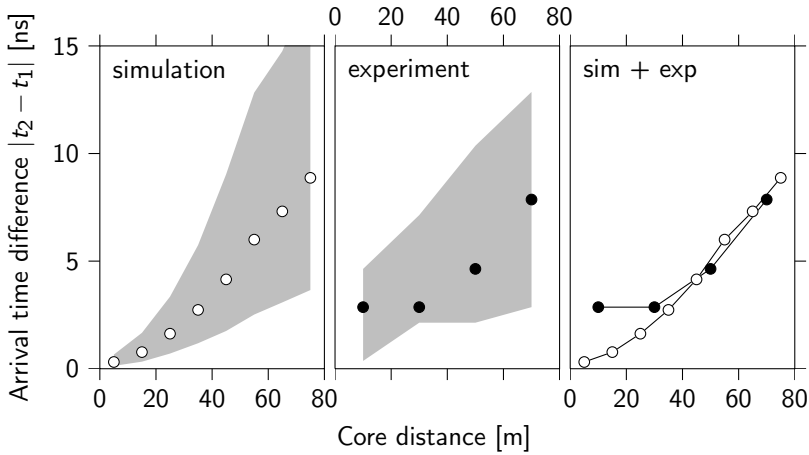 0 20 40 60 80
15
simulation
experiment
sim + exp
10
5
0
Arrival time difference |t₂ − t₁| [ns]
0 20 40 60 80
0 20 40 60 80
Core distance [m]